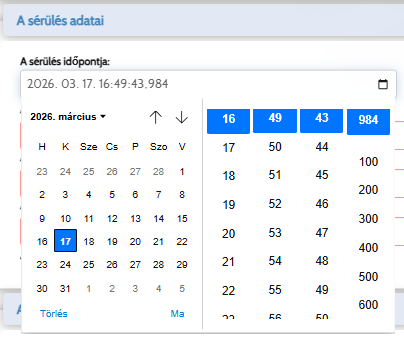 A sérülés adatai
A sérülés időpontja:
2026. 03. 17. 16:49:43,984
2026. március
H K Sze Cs P Szo V
23 24 25 26 27 28 1
2 3 4 5 6 7 8
9 10 11 12 13 14 15
16 17 18 19 20 21 22
23 24 25 26 27 28 29
30 31 1 2 3 4 5
Törlés Ma
16 49 43 984
17 50 44 100
18 51 45 200
19 52 46 300
20 53 47 400
21 54 48 500
22 55 49 600